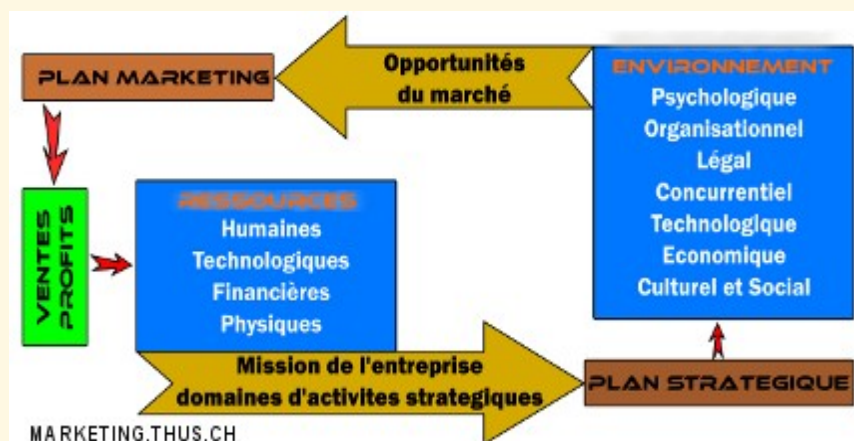 PLAN MARKETING
Opportunités
du marché
ENVIRONNEMENT
Psychologique
Organisationnel
Légal
Concurrentiel
Technologique
Economique
Culturel et Social
VENTES
PROFITS
RESSOURCES
Humaines
Technologiques
Financières
Physiques
Mission de l'entreprise
domaines d'activites strategiques
PLAN STRATEGIQUE
MARKETING.THUS.CH